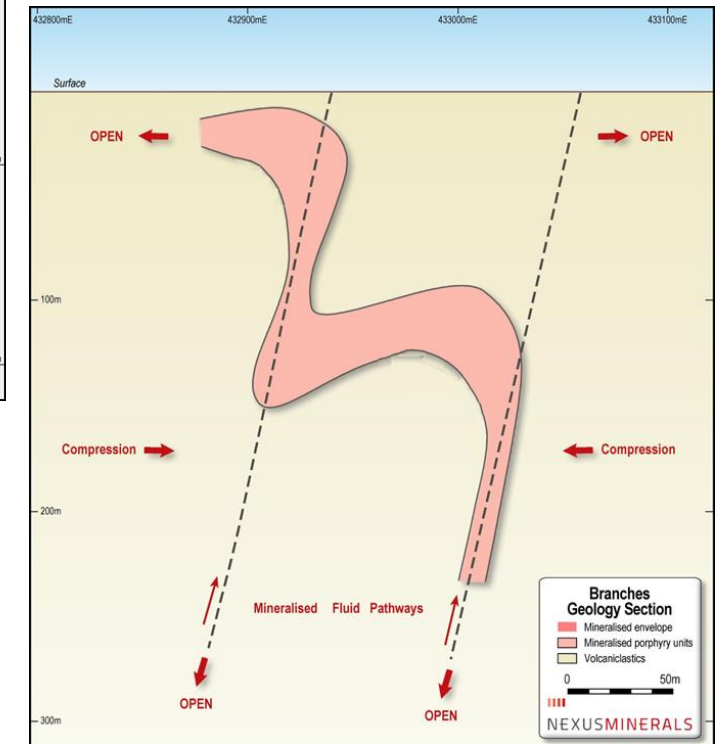 432800mE 432900mE 433000mE 433100mE
Surface
OPEN
OPEN
100m
Compression
Compression
200m
Mineralised Fluid Pathways
OPEN
OPEN
300m
Branches
Geology Section
Mineralised envelope
Mineralised porphyry units
Volcaniclastics
0 50m
NEXUSMINERALS